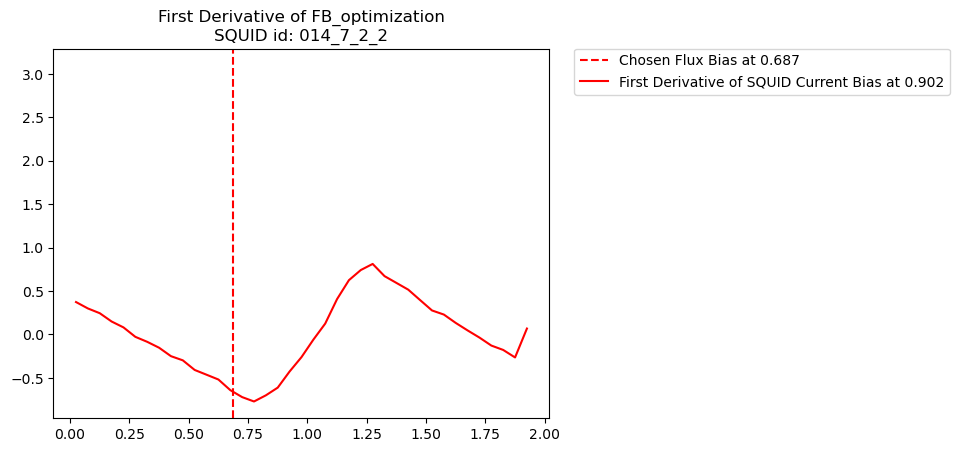 First Derivative of FB_optimization
SQUID id: 014_7_2_2
Chosen Flux Bias at 0.687
First Derivative of SQUID Current Bias at 0.902
3.0
2.5
2.0
1.5
1.0
0.5
0.0
−0.5
0.00 0.25 0.50 0.75 1.00 1.25 1.50 1.75 2.00